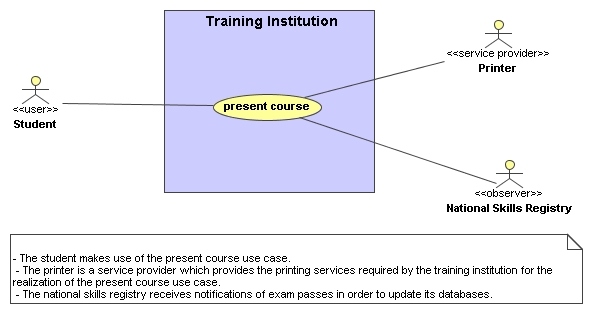 Training Institution
<<service provider>>
Printer
present course
<<user>>
Student
<<observer>>
National Skills Registry
- The student makes use of the present course use case.
- The printer is a service provider which provides the printing services required by the training institution for the
realization of the present course use case.
- The national skills registry receives notifications of exam passes in order to update its databases.